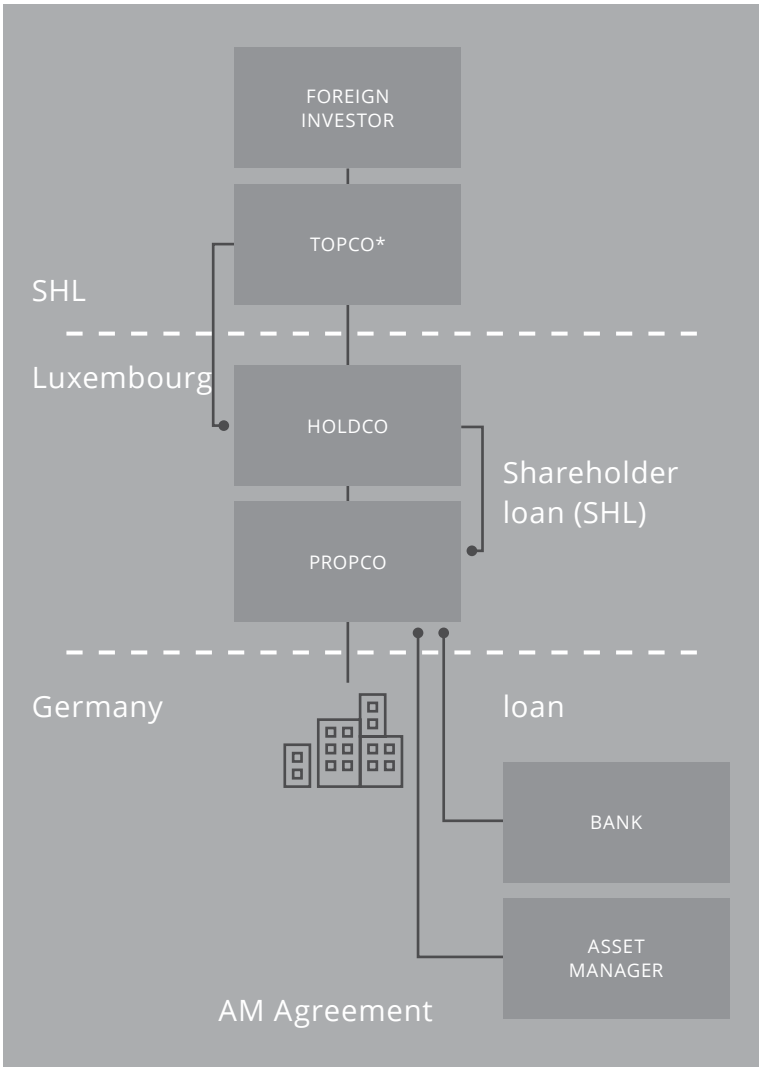 FOREIGN
INVESTOR
TOPCO*
SHL
Luxembourg
HOLDCO
Shareholder
loan (SHL)
PROPCO
Germany
loan
BANK
ASSET
MANAGER
AM Agreement